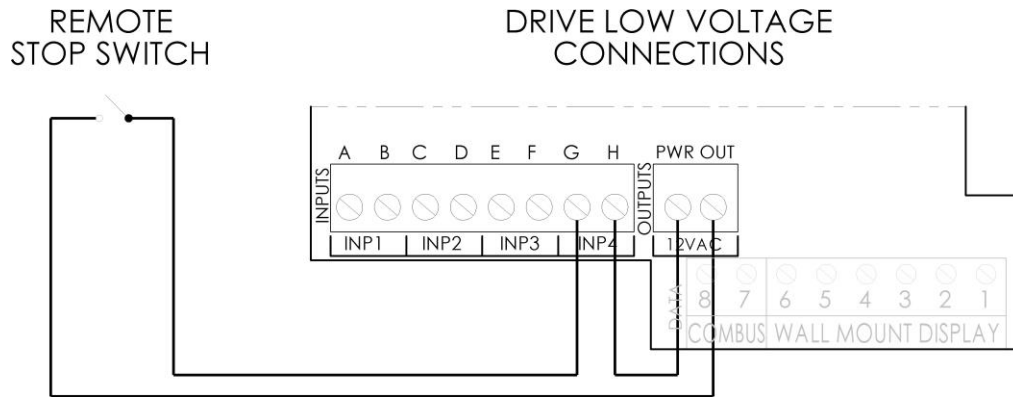 REMOTE
STOP SWITCH
DRIVE LOW VOLTAGE
CONNECTIONS
A B C D E F G H PWR OUT
INPUTS
OUTPUTS
INP1 INP2 INP3 INP4 12VAC
DATA
8 7 6 5 4 3 2 1
COMBUS WALL MOUNT DISPLAY